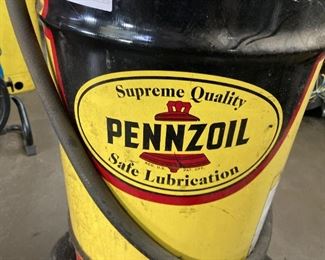 Supreme Quality
PENNZOIL
Safe Lubrication